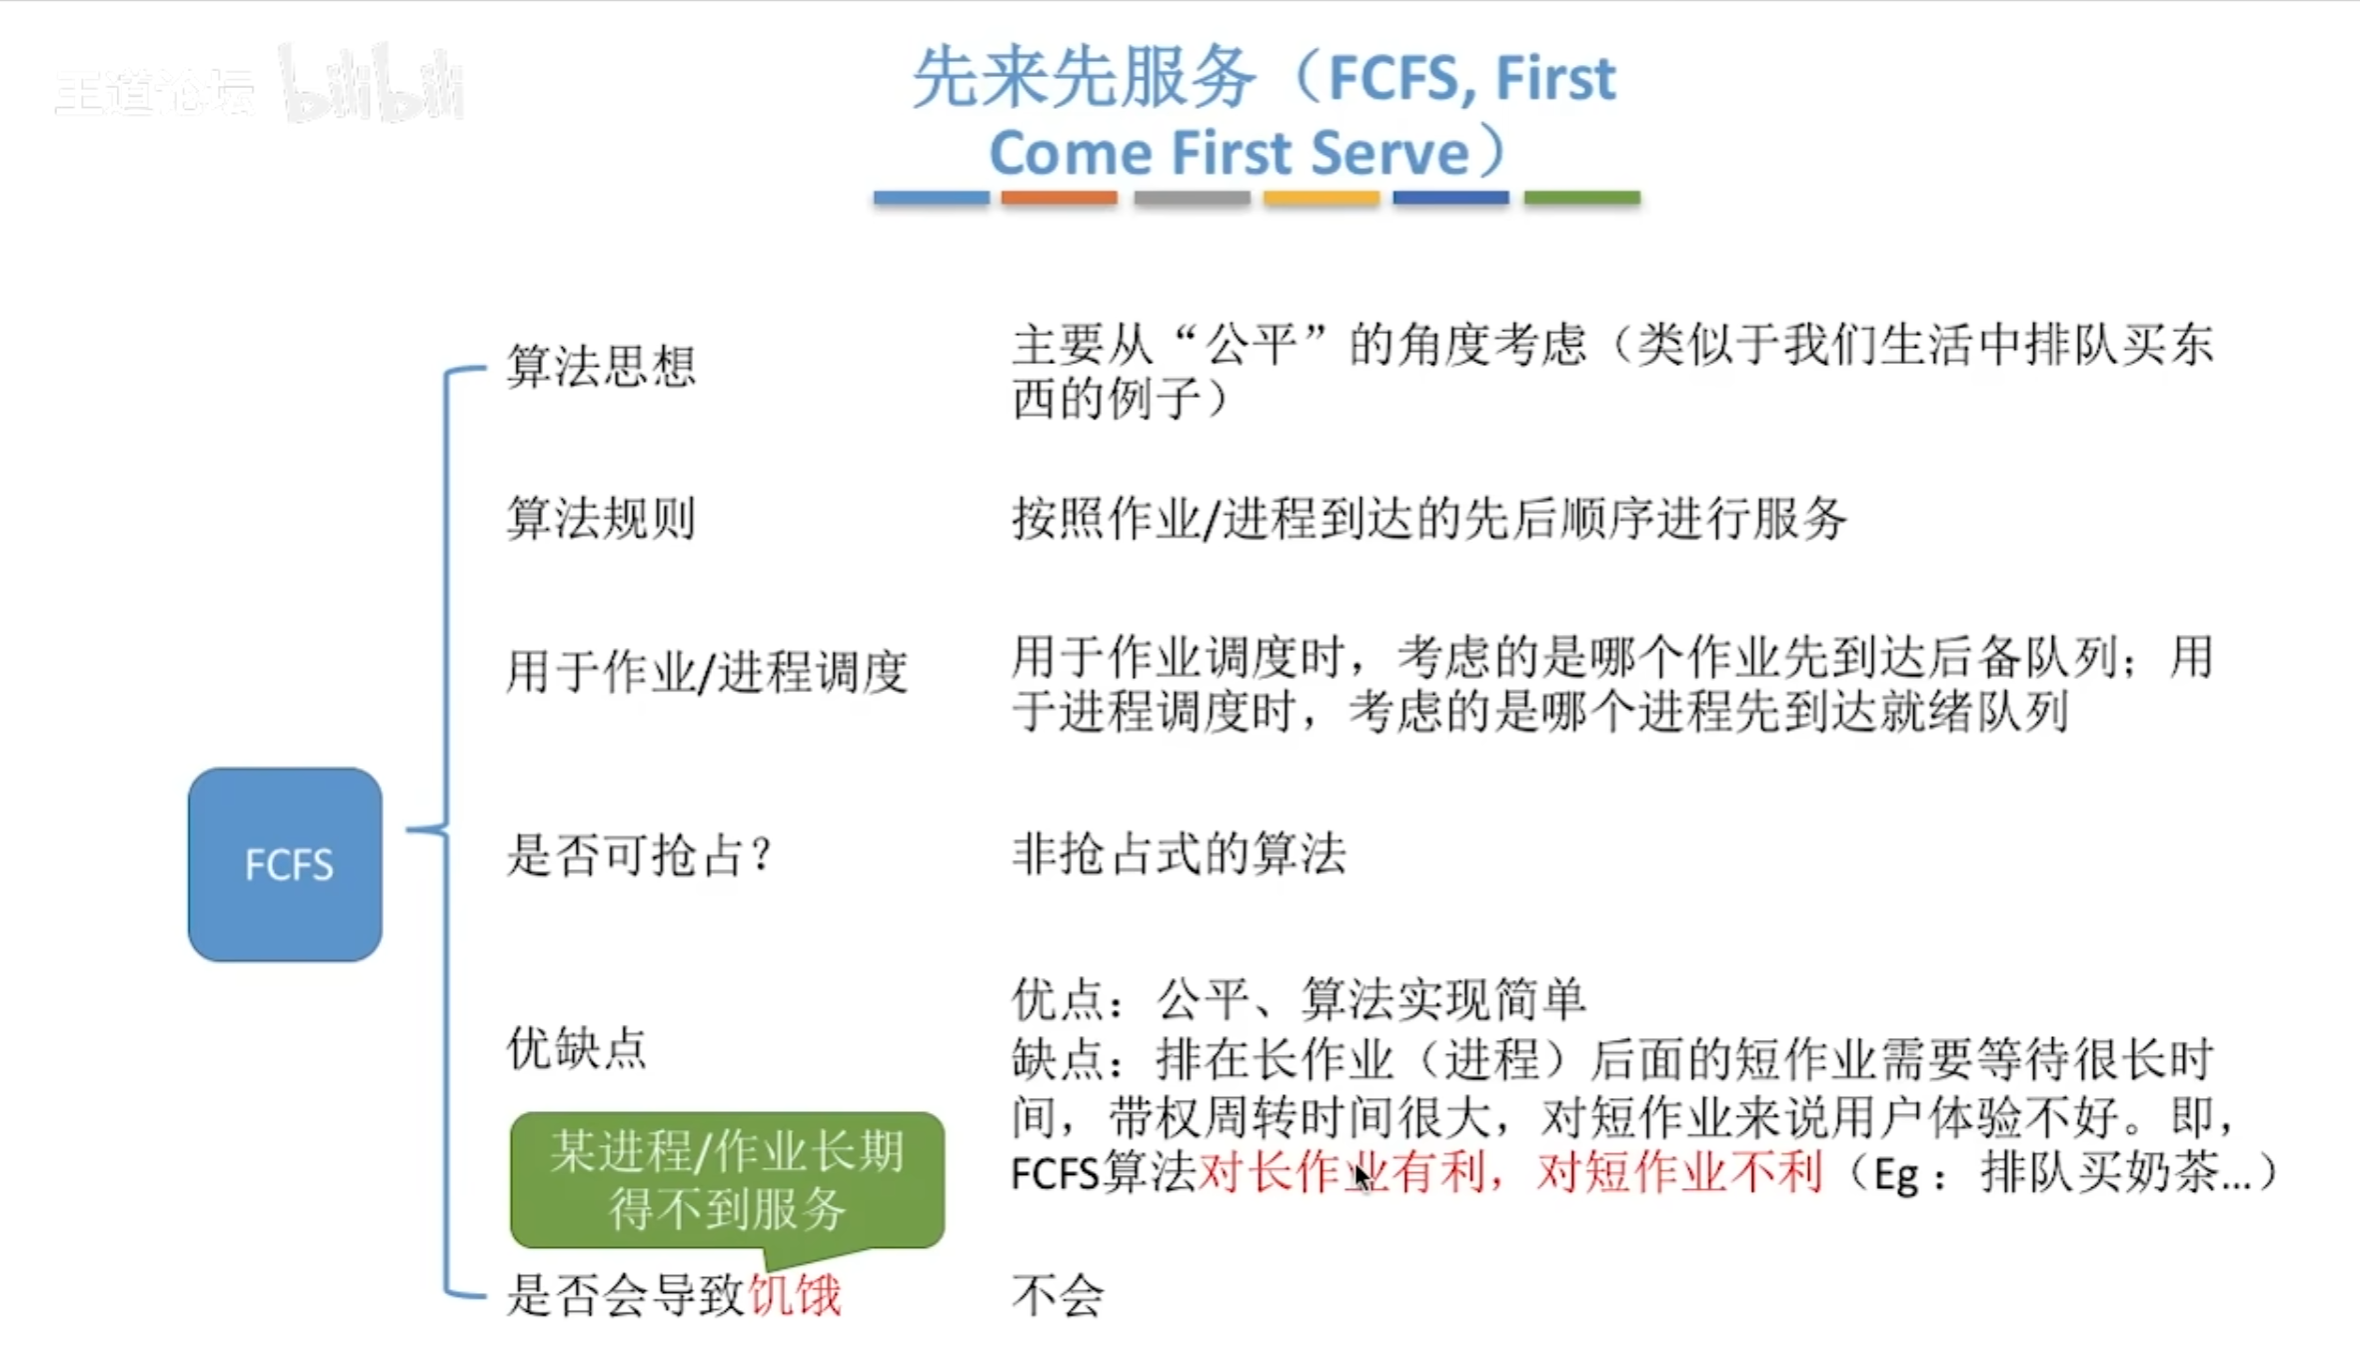 王道论坛 bilibili
先来先服务（FCFS, First
Come First Serve）
算法思想
主要从“公平”的角度考虑（类似于我们生活中排队买东
西的例子）
算法规则
按照作业/进程到达的先后顺序进行服务
用于作业/进程调度
用于作业调度时，考虑的是哪个作业先到达后备队列；用
于进程调度时，考虑的是哪个进程先到达就绪队列
FCFS
是否可抢占？
非抢占式的算法
优缺点
优点：公平、算法实现简单
缺点：排在长作业（进程）后面的短作业需要等待很长时
间，带权周转时间很大，对短作业来说用户体验不好。即，
FCFS算法对长作业有利，对短作业不利（Eg：排队买奶茶…）
某进程/作业长期
得不到服务
是否会导致饥饿
不会